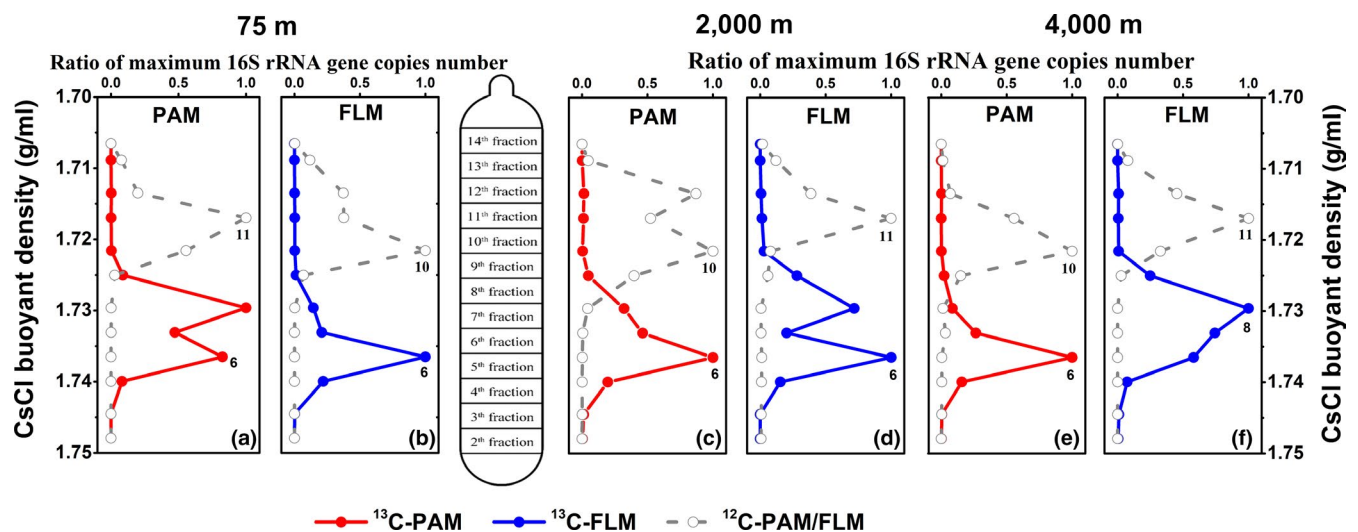 75 m 2,000 m 4,000 m
Ratio of maximum 16S rRNA gene copies number Ratio of maximum 16S rRNA gene copies number
0.0 0.5 1.0 0.0 0.5 1.0 0.0 0.5 1.0 0.0 0.5 1.0 0.0 0.5 1.0 0.0 0.5 1.0
PAM FLM PAM FLM PAM FLM
CsCl buoyant density (g/ml)
1.70
1.71
1.72
1.73
1.74
1.75
11
6
(a)
10
6
(b)
14th fraction
13th fraction
12th fraction
11th fraction
10th fraction
9th fraction
8th fraction
7th fraction
6th fraction
5th fraction
4th fraction
3th fraction
2th fraction
10
6
(c)
11
6
(d)
10
6
(e)
11
8
(f)
1.70
1.71
1.72
1.73
1.74
1.75
CsCl buoyant density (g/ml)
13C-PAM 13C-FLM 12C-PAM/FLM